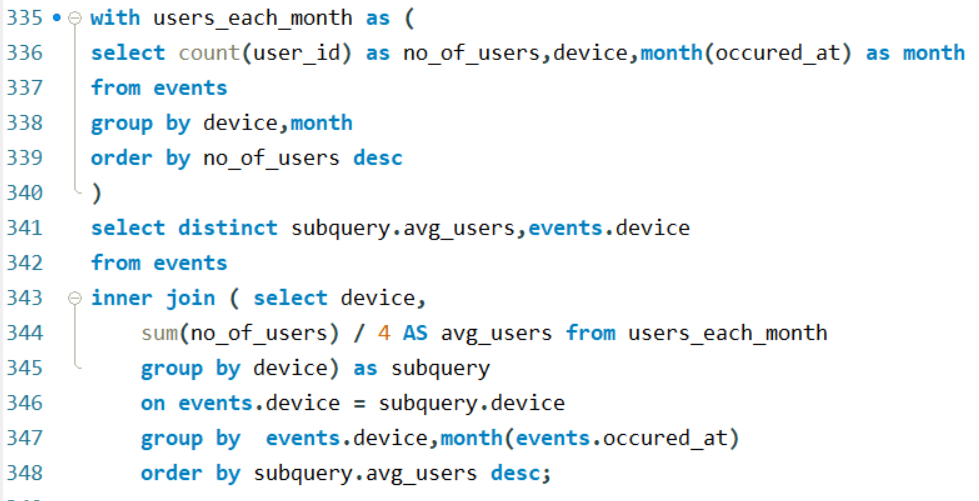 335 with users_each_month as (
336 select count(user_id) as no_of_users,device,month(occured_at) as month
337 from events
338 group by device,month
339 order by no_of_users desc
340 )
341 select distinct subquery.avg_users,events.device
342 from events
343 inner join ( select device,
344 sum(no_of_users) / 4 AS avg_users from users_each_month
345 group by device) as subquery
346 on events.device = subquery.device
347 group by  events.device,month(events.occured_at)
348 order by subquery.avg_users desc;